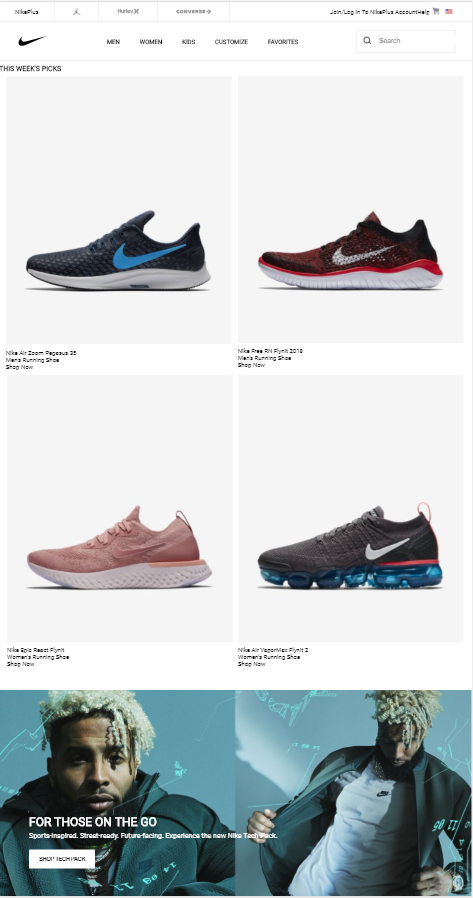 NikePlus
Hurley
CONVERSE
Join/Log In To NikePlus Account
Help
MEN
WOMEN
KIDS
CUSTOMIZE
FAVORITES
Search
THIS WEEK'S PICKS
Nike Air Zoom Pegasus 35
Men's Running Shoe
Shop Now
Nike Free RN Flynit 2018
Men's Running Shoe
Shop Now
Nike Epic React Flynit
Women's Running Shoe
Shop Now
Nike Air VaporMax Flynit 2
Women's Running Shoe
Shop Now
FOR THOSE ON THE GO
Sports-inspired. Street-ready. Future-facing. Experience the new Nike Tech Pack.
SHOP TECH PACK